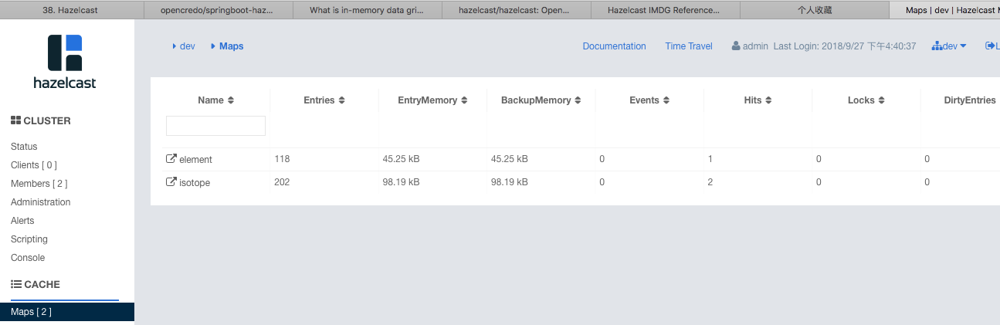 38. Hazelcast opencredo/springboot-haz... What is in-memory data gri... hazelcast/hazelcast: Open... Hazelcast IMDG Reference... 个人收藏 Maps | dev | Hazelcast M
dev Maps Documentation Time Travel admin Last Login: 2018/9/27 下午4:40:37 dev L
hazelcast
Name Entries EntryMemory BackupMemory Events Hits Locks DirtyEntries
CLUSTER
Status
element 118 45.25 kB 45.25 kB 0 1 0 0
Clients [ 0 ]
isotope 202 98.19 kB 98.19 kB 0 2 0 0
Members [ 2 ]
Administration
Alerts
Scripting
Console
CACHE
Maps [ 2 ]